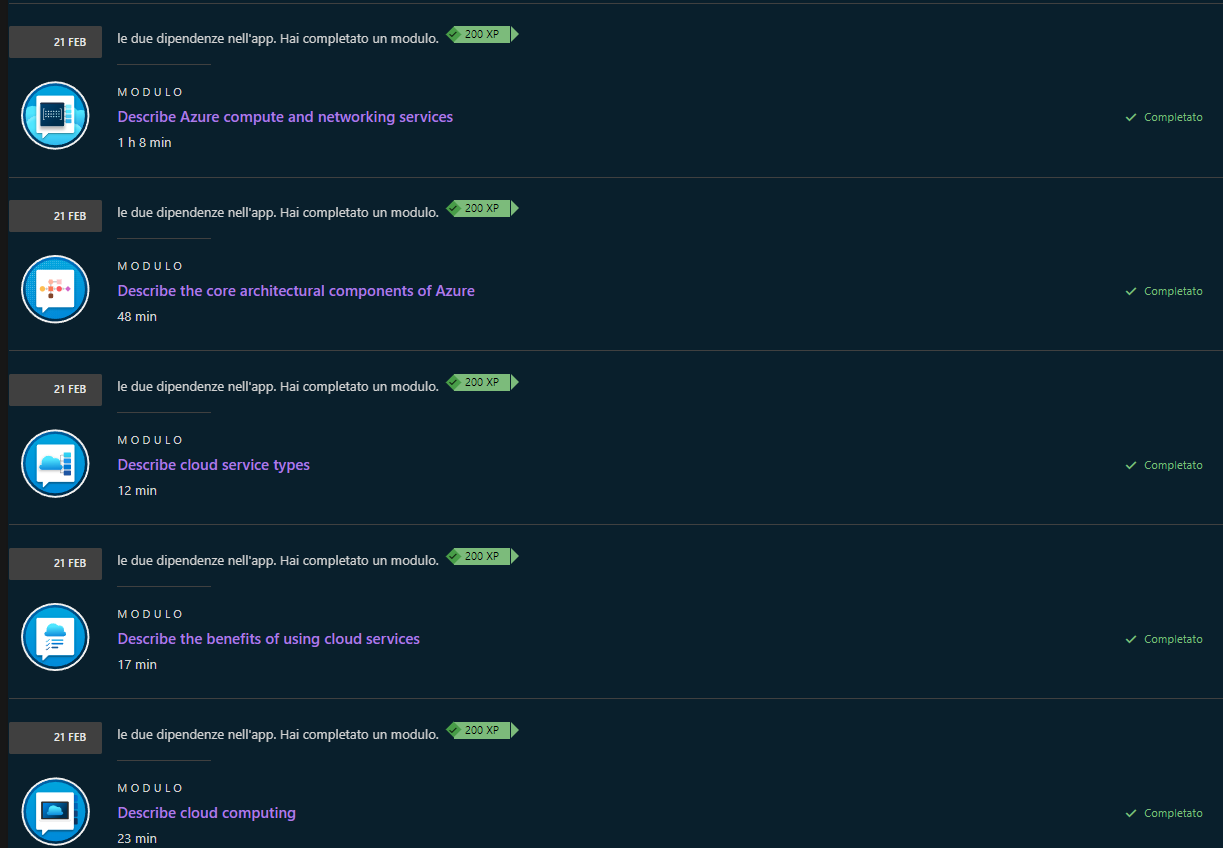 21 FEB
le due dipendenze nell'app. Hai completato un modulo. 200 XP
MODULO
Describe Azure compute and networking services
Completato
1 h 8 min
21 FEB
le due dipendenze nell'app. Hai completato un modulo. 200 XP
MODULO
Describe the core architectural components of Azure
Completato
48 min
21 FEB
le due dipendenze nell'app. Hai completato un modulo. 200 XP
MODULO
Describe cloud service types
Completato
12 min
21 FEB
le due dipendenze nell'app. Hai completato un modulo. 200 XP
MODULO
Describe the benefits of using cloud services
Completato
17 min
21 FEB
le due dipendenze nell'app. Hai completato un modulo. 200 XP
MODULO
Describe cloud computing
Completato
23 min